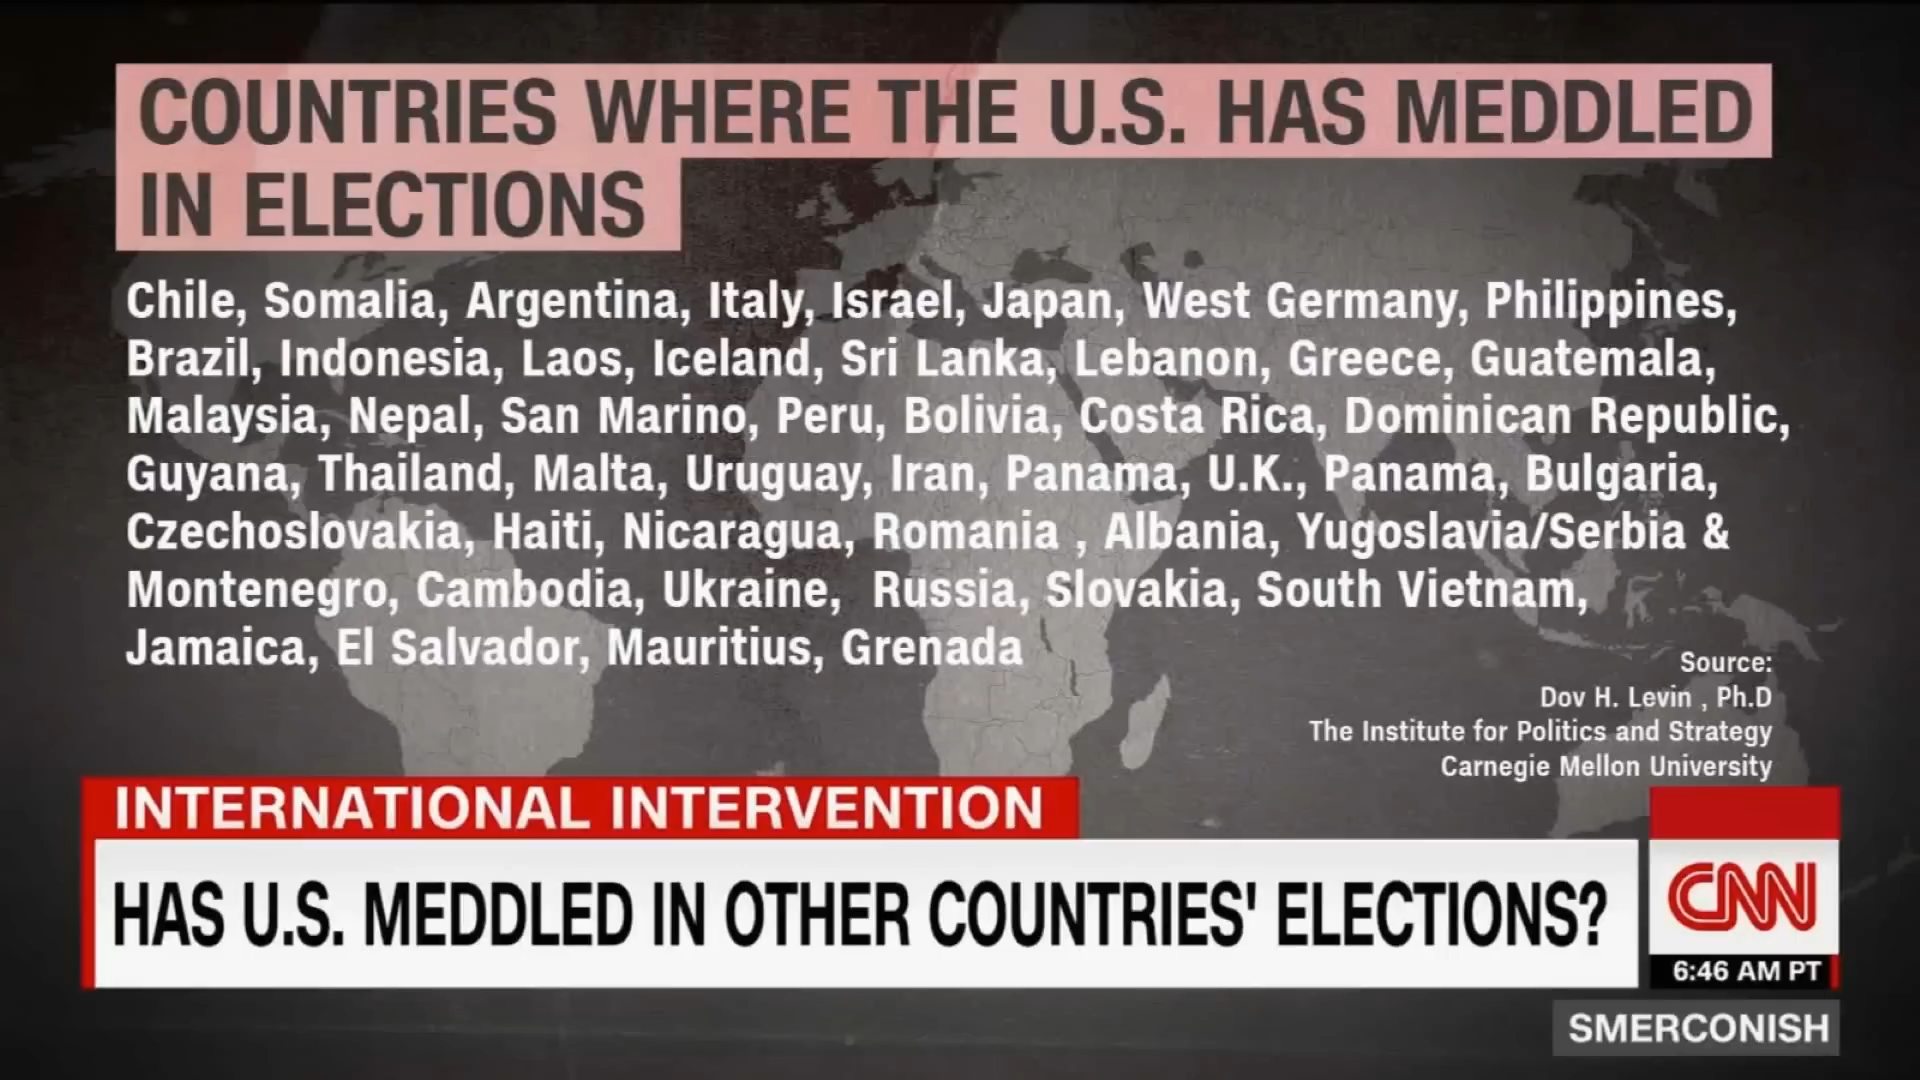 COUNTRIES WHERE THE U.S. HAS MEDDLED
IN ELECTIONS
Chile, Somalia, Argentina, Italy, Israel, Japan, West Germany, Philippines,
Brazil, Indonesia, Laos, Iceland, Sri Lanka, Lebanon, Greece, Guatemala,
Malaysia, Nepal, San Marino, Peru, Bolivia, Costa Rica, Dominican Republic,
Guyana, Thailand, Malta, Uruguay, Iran, Panama, U.K., Panama, Bulgaria,
Czechoslovakia, Haiti, Nicaragua, Romania , Albania, Yugoslavia/Serbia &
Montenegro, Cambodia, Ukraine,  Russia, Slovakia, South Vietnam,
Jamaica, El Salvador, Mauritius, Grenada
Source:
Dov H. Levin , Ph.D
The Institute for Politics and Strategy
Carnegie Mellon University
INTERNATIONAL INTERVENTION
HAS U.S. MEDDLED IN OTHER COUNTRIES' ELECTIONS?
CNN
6:46 AM PT
SMERCONISH